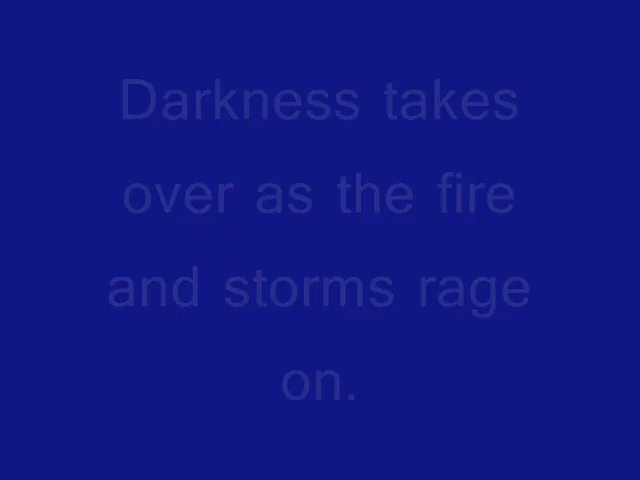 Darkness takes
over as the fire
and storms rage
on.